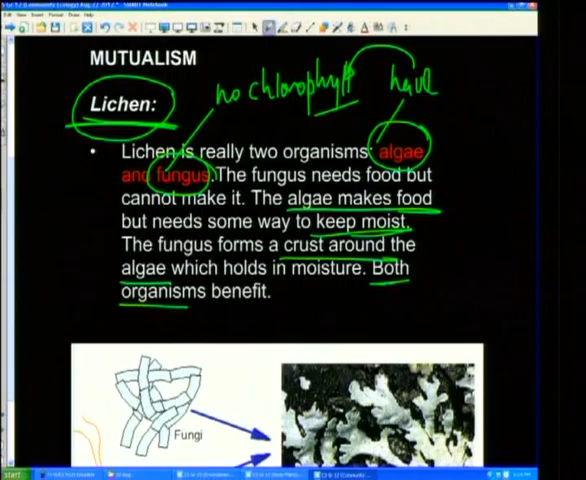 MUTUALISM
Lichen:
no chlorophyll have
• Lichen is really two organisms: algae
and fungus. The fungus needs food but
cannot make it. The algae makes food
but needs some way to keep moist.
The fungus forms a crust around the
algae which holds in moisture. Both
organisms benefit.
Fungi
start